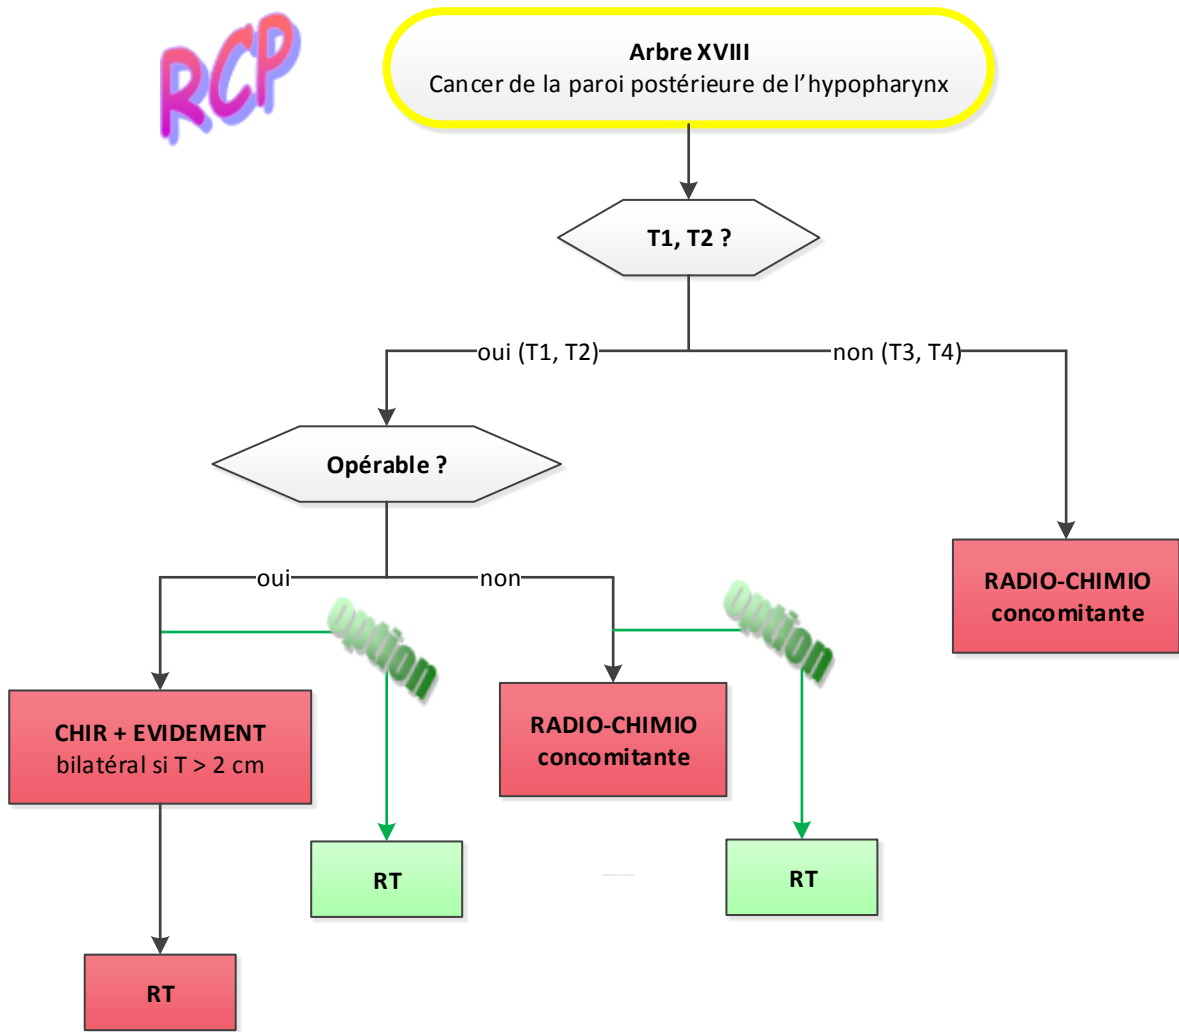 RCP
Arbre XVIII
Cancer de la paroi postérieure de l’hypopharynx
T1, T2 ?
oui (T1, T2)
non (T3, T4)
Opérable ?
oui
non
option
option
RADIO-CHIMIO
concomitante
CHIR + EVIDEMENT
bilatéral si T > 2 cm
RADIO-CHIMIO
concomitante
RT
RT
RT